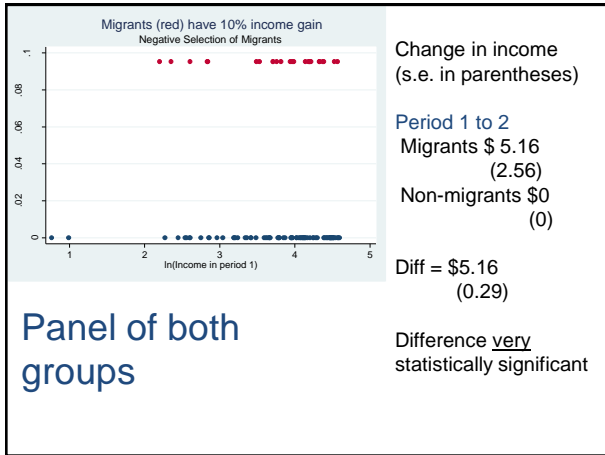 Migrants (red) have 10% income gain
Negative Selection of Migrants
.1
.08
.06
.04
.02
0
1 2 3 4 5
ln(Income in period 1)
Panel of both
groups
Change in income
(s.e. in parentheses)
Period 1 to 2
Migrants $ 5.16
(2.56)
Non-migrants $0
(0)
Diff = $5.16
(0.29)
Difference very
statistically significant